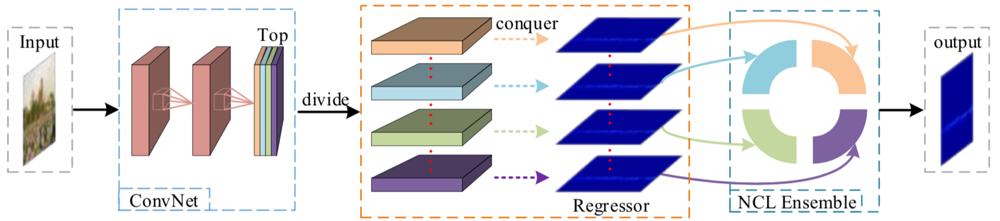 Input
Top
ConvNet
divide
conquer
Regressor
NCL Ensemble
output